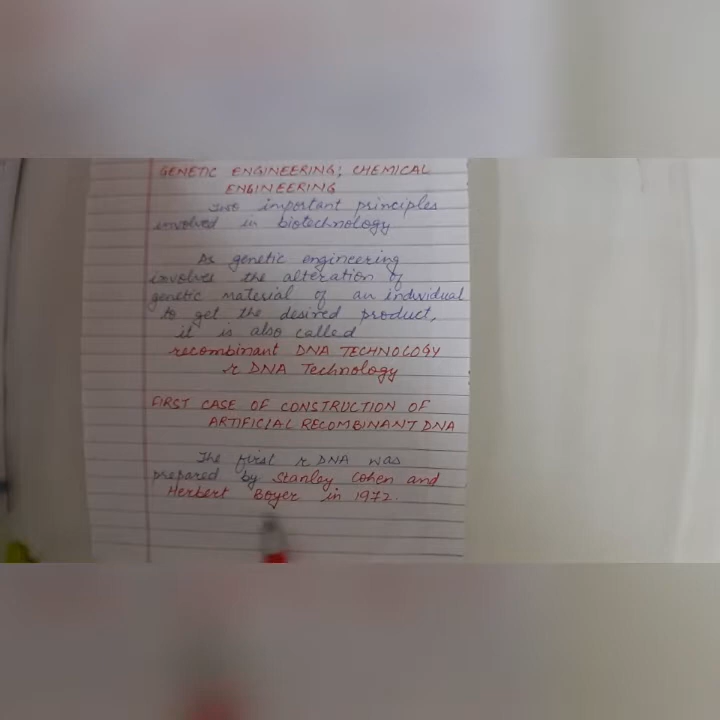 GENETIC ENGINEERING; CHEMICAL
ENGINEERING
Two important principles
involved in biotechnology
As genetic engineering
involves the alteration of
genetic material of an individual
to get the desired product,
it is also called
recombinant DNA TECHNOLOGY
r DNA Technology
FIRST CASE OF CONSTRUCTION OF
ARTIFICIAL RECOMBINANT DNA
The first r DNA was
prepared by Stanley Cohen and
Herbert Boyer in 1972.